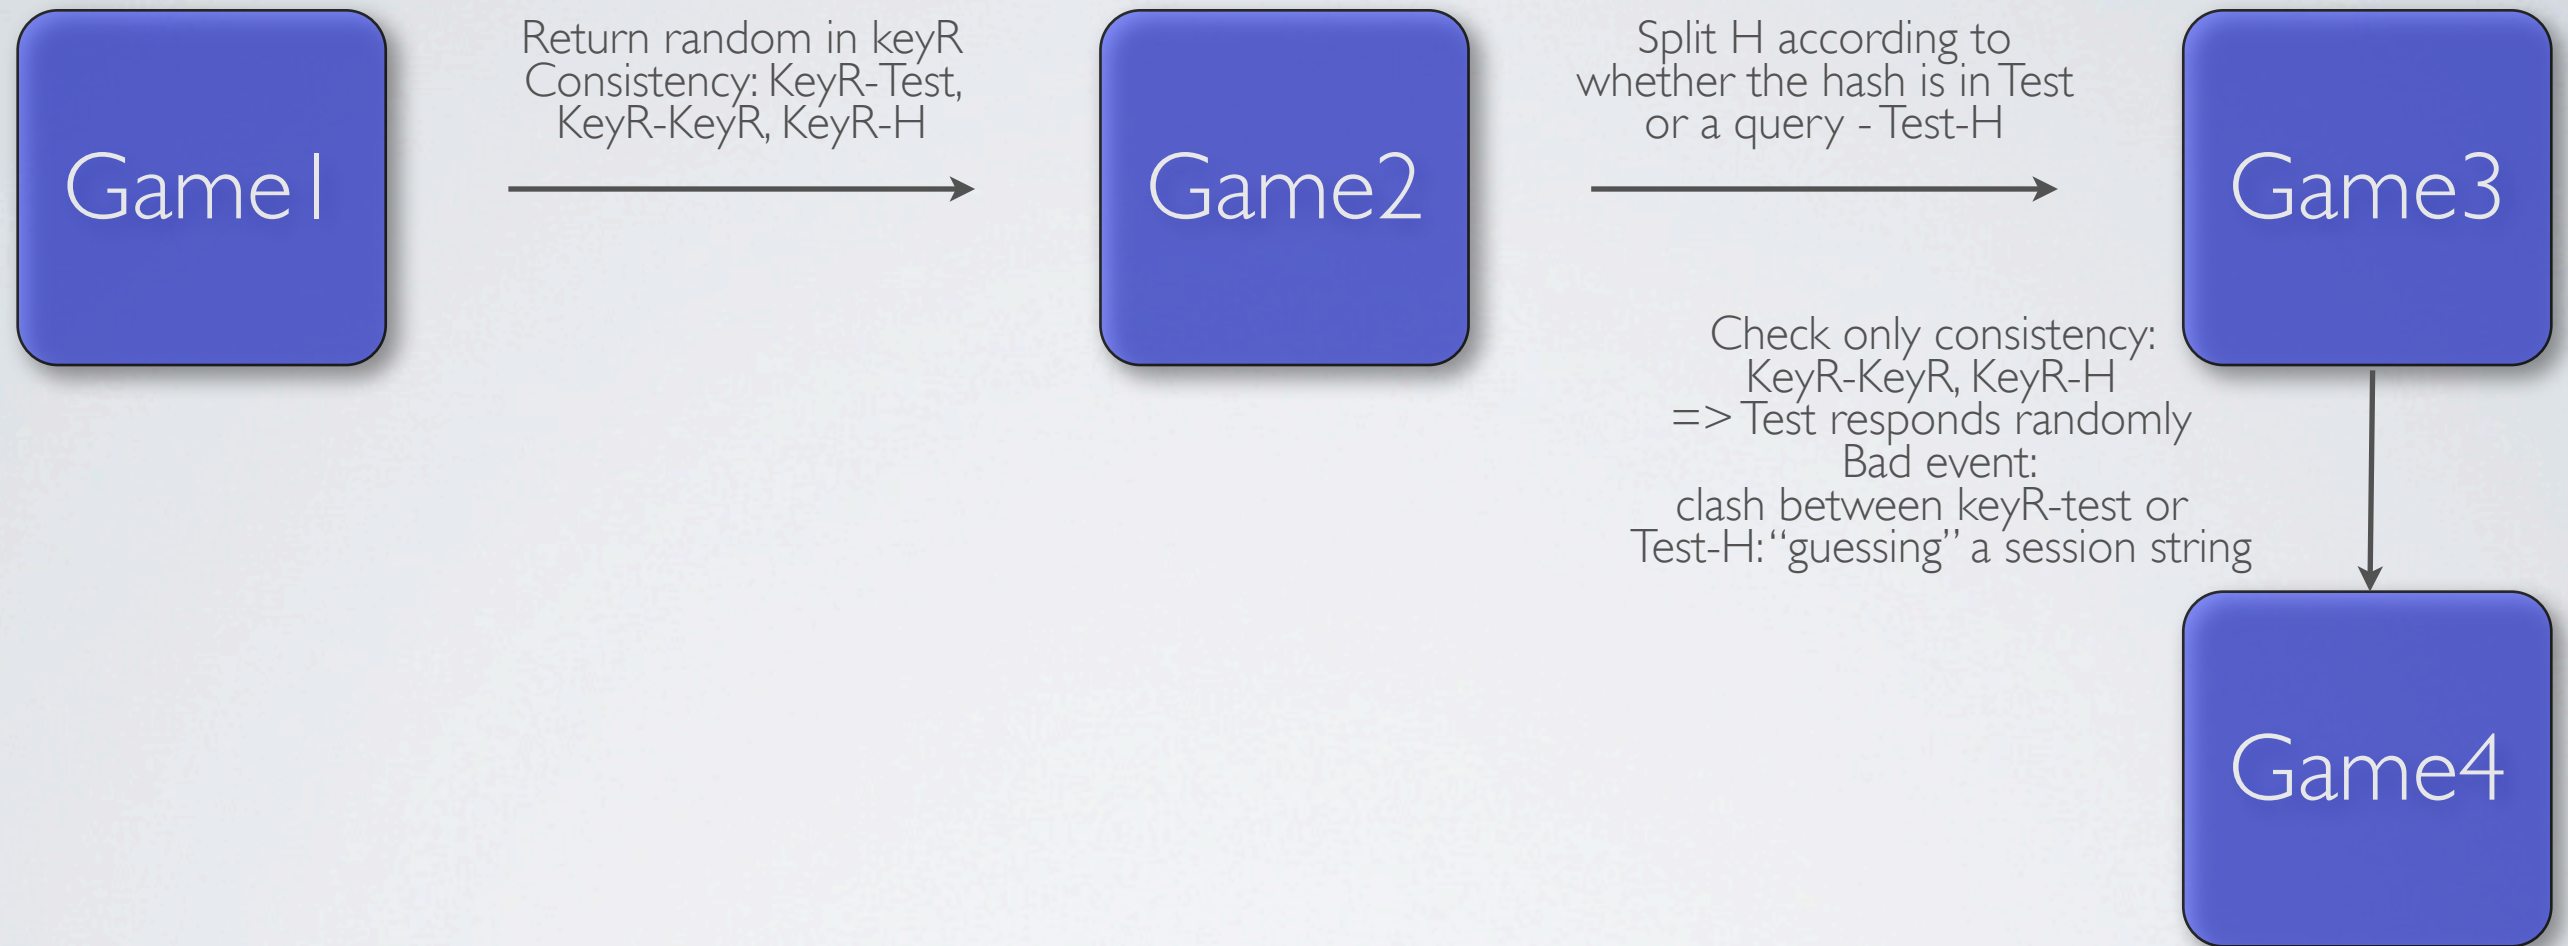 Game1
Return random in keyR
Consistency: KeyR-Test,
KeyR-KeyR, KeyR-H
Game2
Split H according to
whether the hash is in Test
or a query - Test-H
Game3
Check only consistency:
KeyR-KeyR, KeyR-H
=> Test responds randomly
Bad event:
clash between keyR-test or
Test-H: “guessing” a session string
Game4